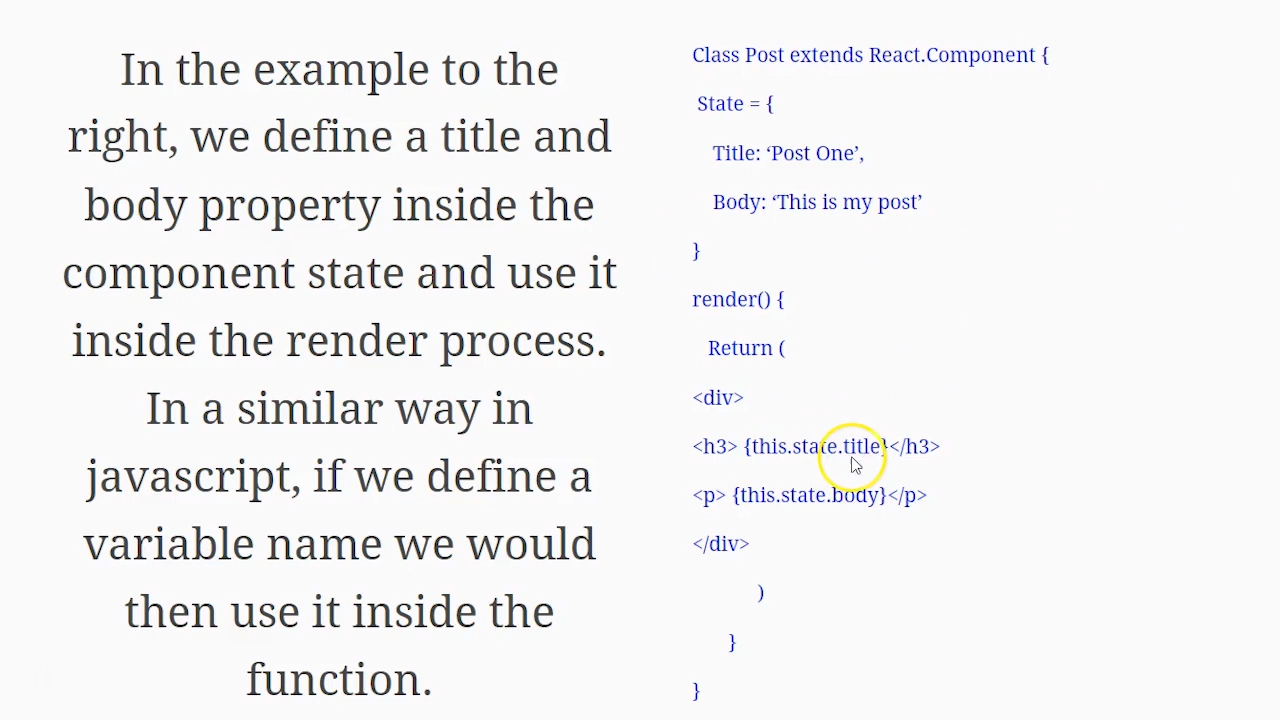 In the example to the
right, we define a title and
body property inside the
component state and use it
inside the render process.
In a similar way in
javascript, if we define a
variable name we would
then use it inside the
function.
Class Post extends React.Component {
State = {
Title: ‘Post One’,
Body: ‘This is my post’
}
render() {
Return (
<div>
<h3> {this.state.title}</h3>
<p> {this.state.body}</p>
</div>
)
}
}